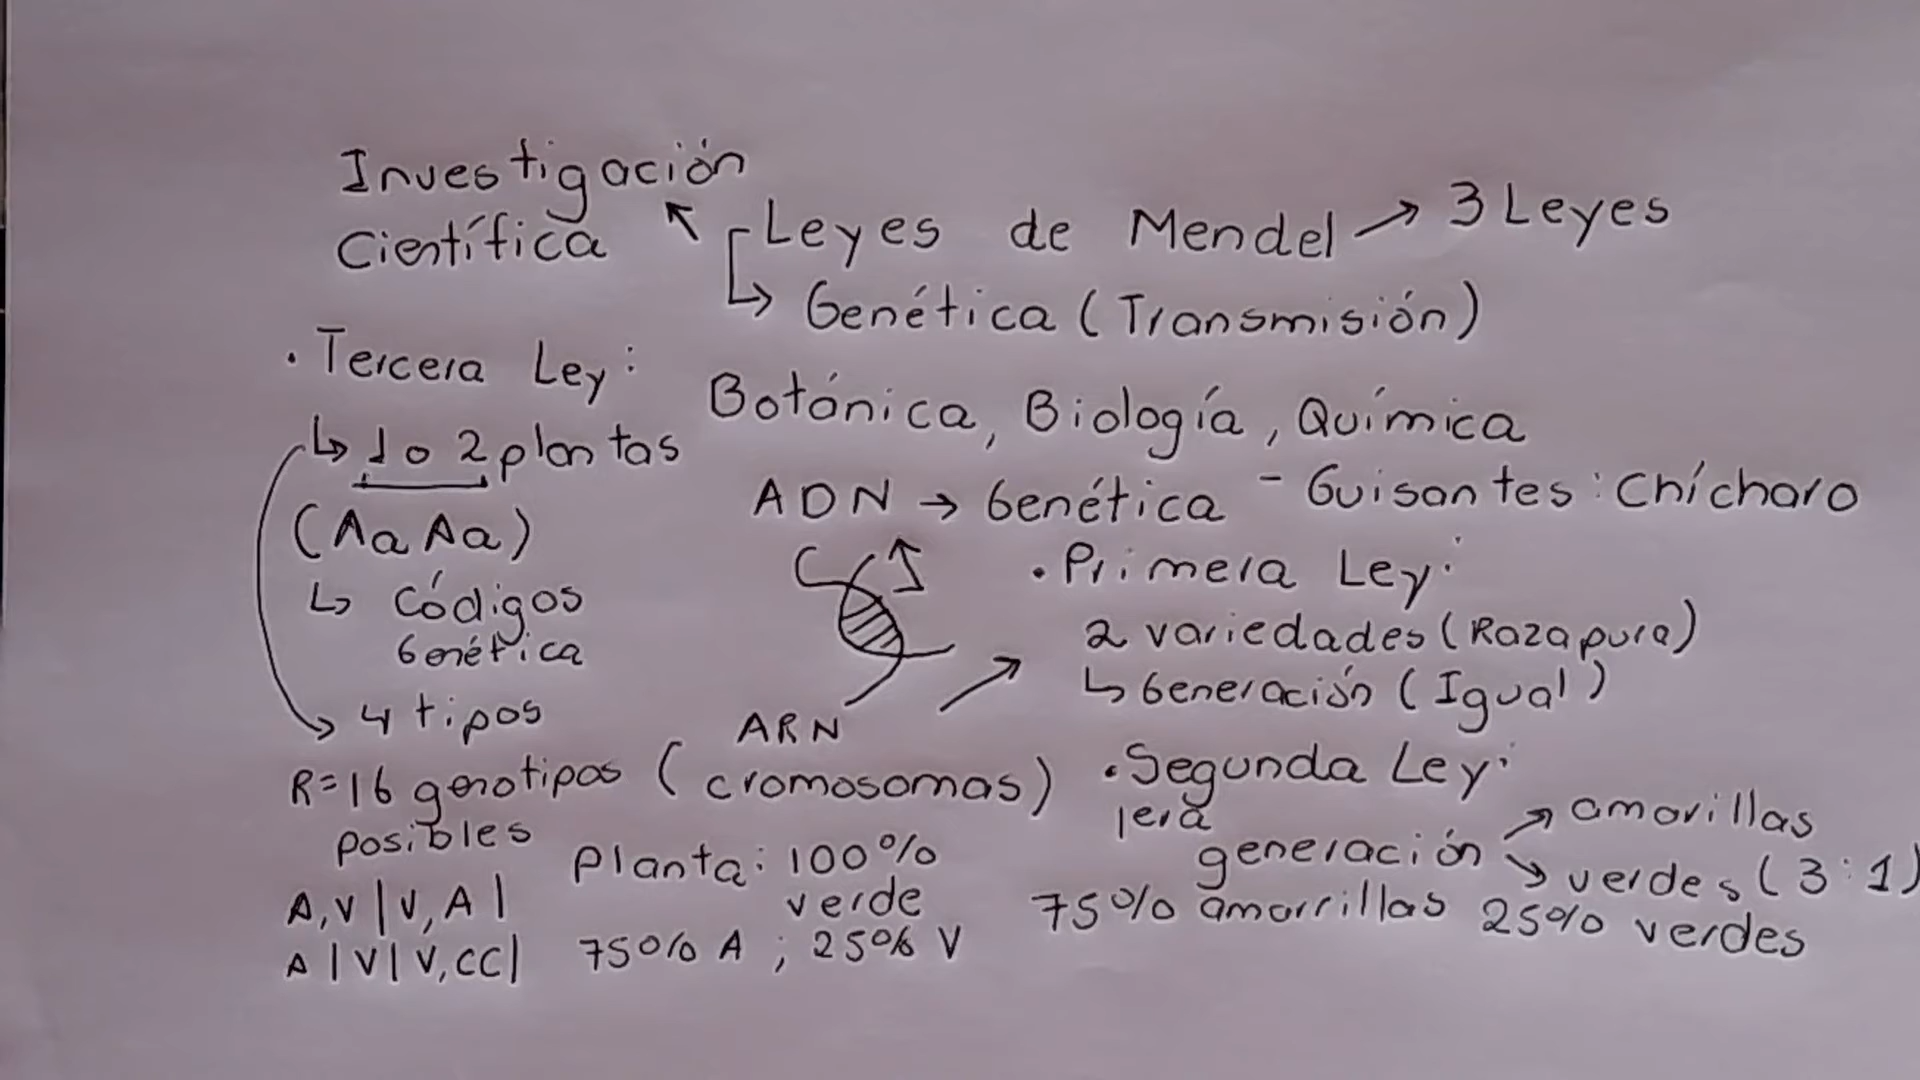 Investigación
Científica
Leyes de Mendel → 3 Leyes
↳ Genética (Transmisión)
Botánica, Biología, Química
ADN → Genética - Guisantes: Chícharo
• Primera Ley:
2 variedades (Raza pura)
↳ Generación (Igual)
• Segunda Ley:
1era
generación ↗ amarillas
↘ verdes (3:1)
75% amarrillas 25% verdes
• Tercera Ley:
↳ 1 o 2 plantas
(Aa Aa)
↳ Códigos
Genética
→ 4 tipos
R=16 genotipos
posibles
ARN
(cromosomas)
A,V | V,A |
A | V | V,CC |
Planta: 100%
verde
75% A ; 25% V